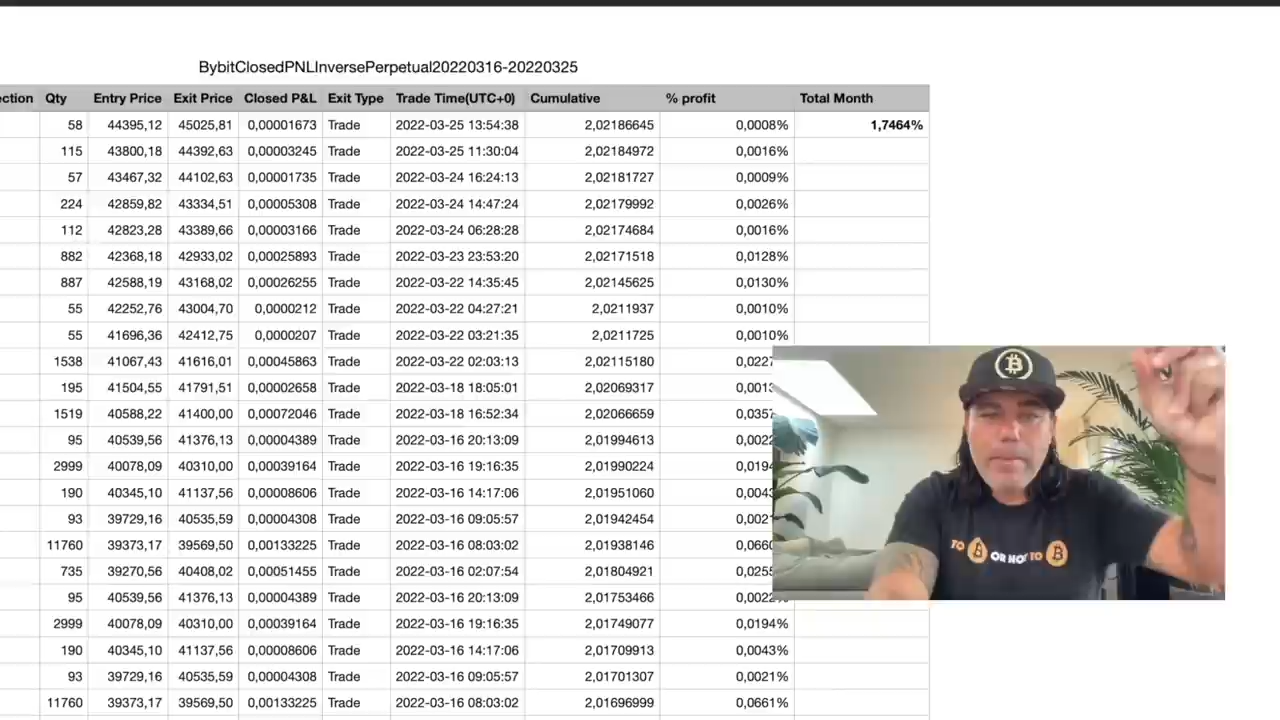 BybitClosedPNLInversePerpetual20220316-20220325
ection Qty Entry Price Exit Price Closed P&L Exit Type Trade Time(UTC+0) Cumulative % profit Total Month
58 44395,12 45025,81 0,00001673 Trade 2022-03-25 13:54:38 2,02186645 0,0008% 1,7464%
115 43800,18 44392,63 0,00003245 Trade 2022-03-25 11:30:04 2,02184972 0,0016%
57 43467,32 44102,63 0,00001735 Trade 2022-03-24 16:24:13 2,02181727 0,0009%
224 42859,82 43334,51 0,00005308 Trade 2022-03-24 14:47:24 2,02179992 0,0026%
112 42823,28 43389,66 0,00003166 Trade 2022-03-24 06:28:28 2,02174684 0,0016%
882 42368,18 42933,02 0,00025893 Trade 2022-03-23 23:53:20 2,02171518 0,0128%
887 42588,19 43168,02 0,00026255 Trade 2022-03-22 14:35:45 2,02145625 0,0130%
55 42252,76 43004,70 0,0000212 Trade 2022-03-22 04:27:21 2,0211937 0,0010%
55 41696,36 42412,75 0,0000207 Trade 2022-03-22 03:21:35 2,0211725 0,0010%
1538 41067,43 41616,01 0,00045863 Trade 2022-03-22 02:03:13 2,02115180 0,0227
195 41504,55 41791,51 0,00002658 Trade 2022-03-18 18:05:01 2,02069317 0,0013
1519 40588,22 41400,00 0,00072046 Trade 2022-03-18 16:52:34 2,02066659 0,0357
95 40539,56 41376,13 0,00004389 Trade 2022-03-16 20:13:09 2,01994613 0,0022
2999 40078,09 40310,00 0,00039164 Trade 2022-03-16 19:16:35 2,01990224 0,0194
190 40345,10 41137,56 0,00008606 Trade 2022-03-16 14:17:06 2,01951060 0,0043
93 39729,16 40535,59 0,00004308 Trade 2022-03-16 09:05:57 2,01942454 0,0021
11760 39373,17 39569,50 0,00133225 Trade 2022-03-16 08:03:02 2,01938146 0,0660
735 39270,56 40408,02 0,00051455 Trade 2022-03-16 02:07:54 2,01804921 0,0255
95 40539,56 41376,13 0,00004389 Trade 2022-03-16 20:13:09 2,01753466 0,0022%
2999 40078,09 40310,00 0,00039164 Trade 2022-03-16 19:16:35 2,01749077 0,0194%
190 40345,10 41137,56 0,00008606 Trade 2022-03-16 14:17:06 2,01709913 0,0043%
93 39729,16 40535,59 0,00004308 Trade 2022-03-16 09:05:57 2,01701307 0,0021%
11760 39373,17 39569,50 0,00133225 Trade 2022-03-16 08:03:02 2,01696999 0,0661%
TO ₿ OR NOT TO ₿